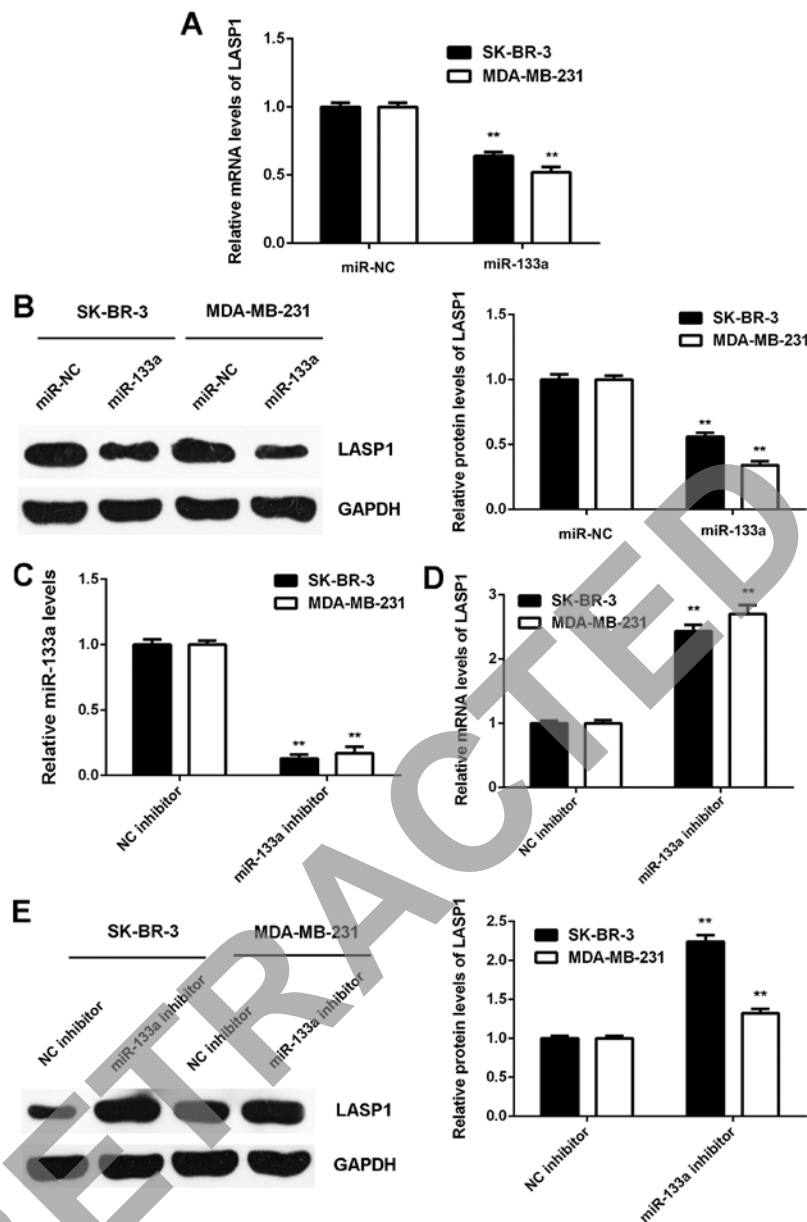 A
Relative mRNA levels of LASP1
1.5
1.0
0.5
0.0
SK-BR-3
MDA-MB-231
**
**
miR-NC
miR-133a
B
SK-BR-3
MDA-MB-231
miR-NC
miR-133a
miR-NC
miR-133a
LASP1
GAPDH
Relative protein levels of LASP1
1.5
1.0
0.5
0.0
SK-BR-3
MDA-MB-231
**
**
miR-NC
miR-133a
C
Relative miR-133a levels
1.5
1.0
0.5
0.0
SK-BR-3
MDA-MB-231
**
**
NC inhibitor
miR-133a inhibitor
D
Relative mRNA levels of LASP1
3
2
1
0
SK-BR-3
MDA-MB-231
**
**
NC inhibitor
miR-133a inhibitor
E
SK-BR-3
MDA-MB-231
NC inhibitor
miR-133a inhibitor
NC inhibitor
miR-133a inhibitor
LASP1
GAPDH
Relative protein levels of LASP1
2.5
2.0
1.5
1.0
0.5
0.0
SK-BR-3
MDA-MB-231
**
**
NC inhibitor
miR-133a inhibitor
RETRACTED